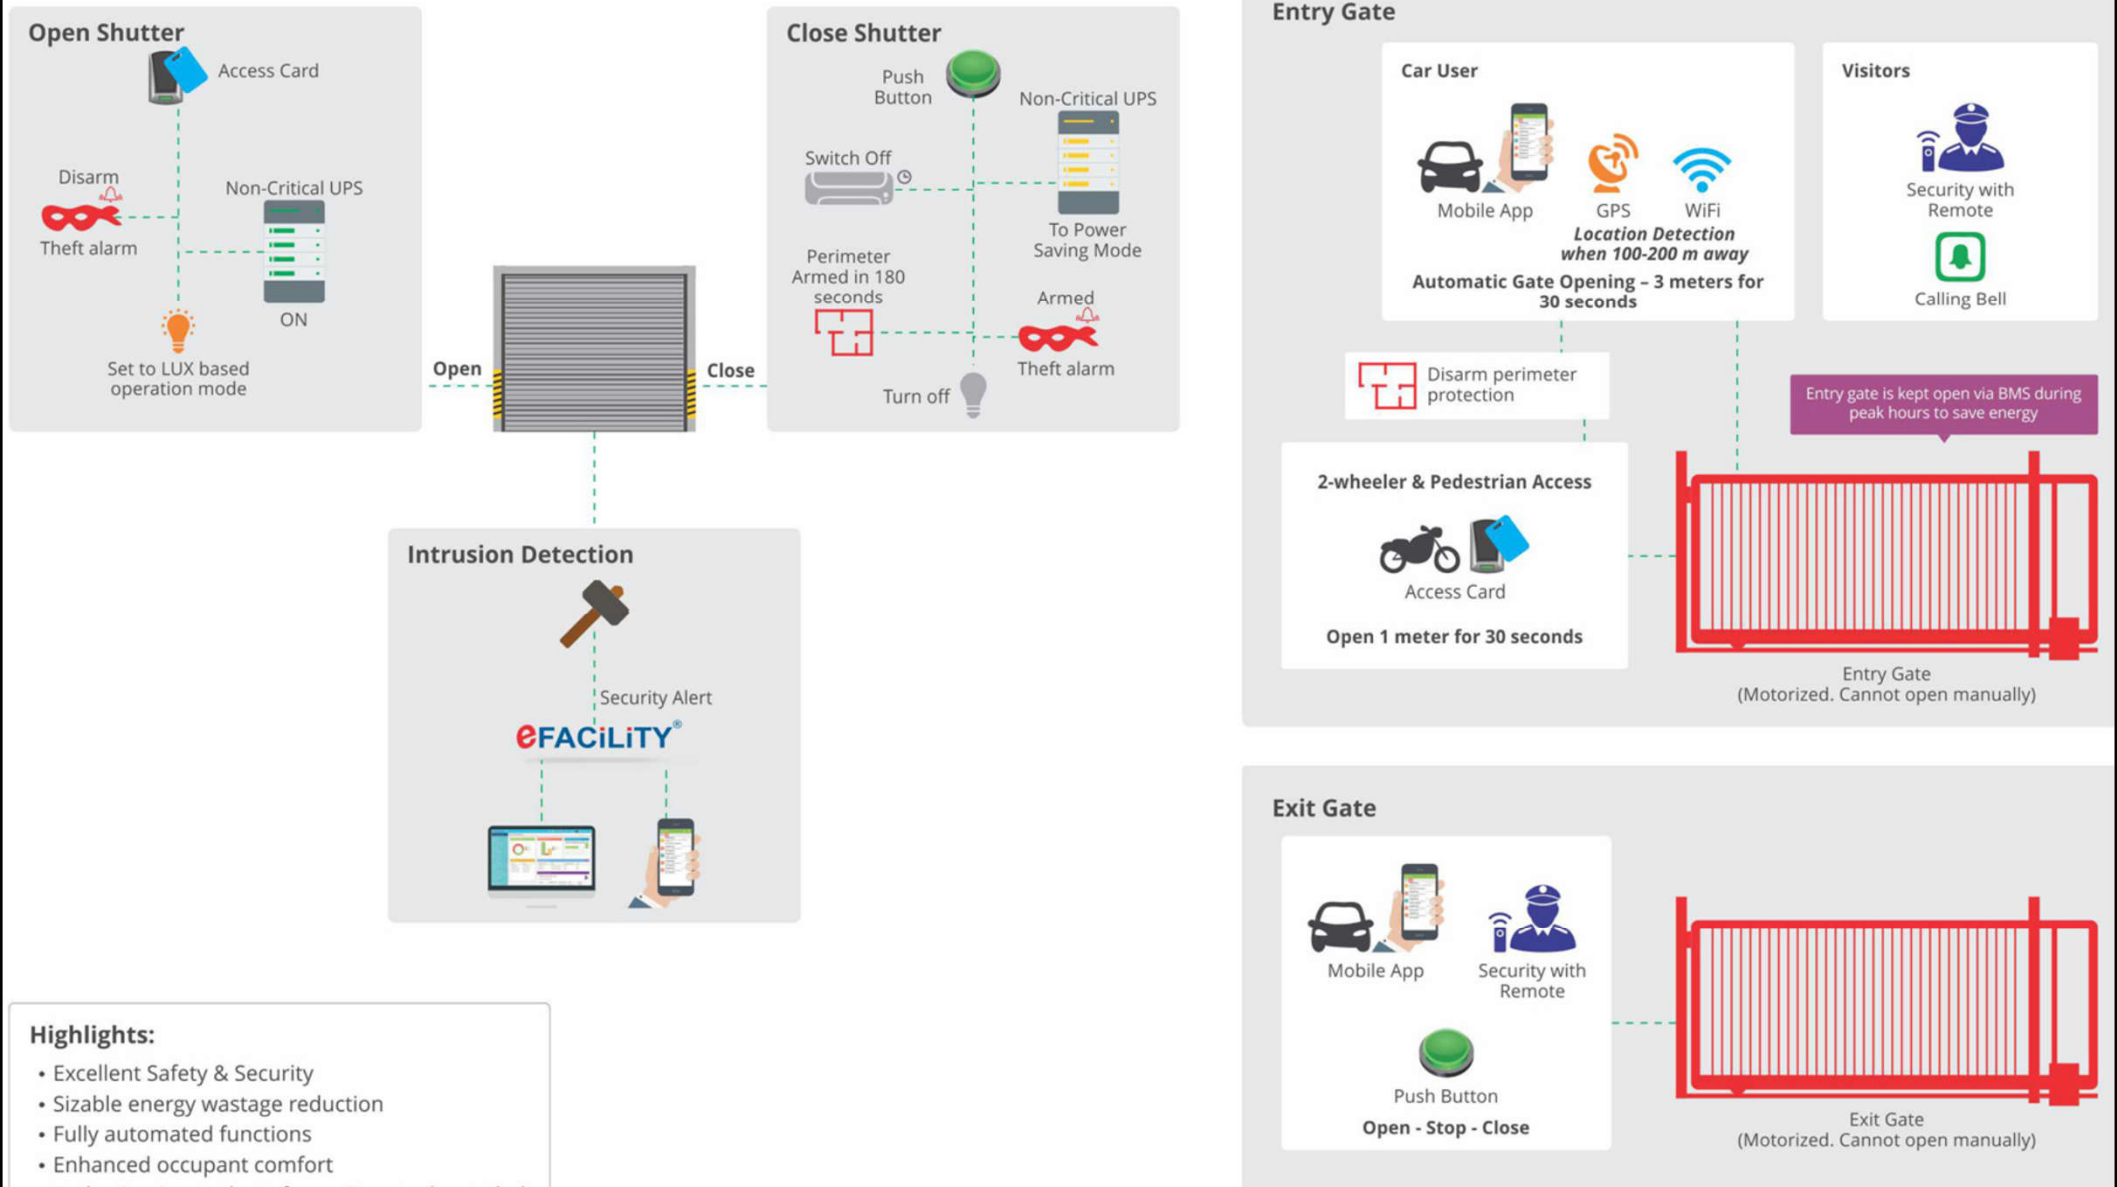 Open Shutter
Access Card
Disarm
Theft alarm
Non-Critical UPS
ON
Set to LUX based
operation mode
Open
Close
Close Shutter
Push
Button
Non-Critical UPS
Switch Off
To Power
Saving Mode
Perimeter
Armed in 180
seconds
Armed
Theft alarm
Turn off
Intrusion Detection
Security Alert
eFACiLiTY®
Highlights:
• Excellent Safety & Security
• Sizable energy wastage reduction
• Fully automated functions
• Enhanced occupant comfort
Entry Gate
Car User
Mobile App
GPS
WiFi
Location Detection
when 100-200 m away
Automatic Gate Opening – 3 meters for
30 seconds
Visitors
Security with
Remote
Calling Bell
Disarm perimeter
protection
Entry gate is kept open via BMS during
peak hours to save energy
2-wheeler & Pedestrian Access
Access Card
Open 1 meter for 30 seconds
Entry Gate
(Motorized. Cannot open manually)
Exit Gate
Mobile App
Security with
Remote
Push Button
Open - Stop - Close
Exit Gate
(Motorized. Cannot open manually)